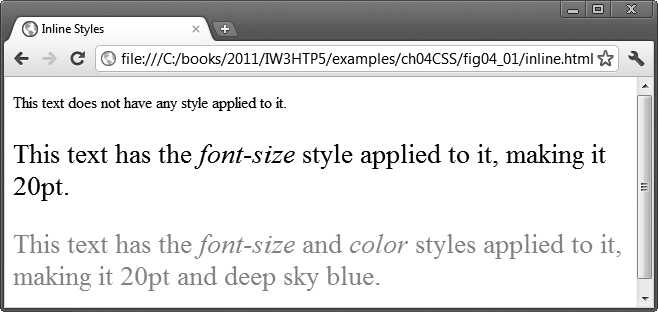 Inline Styles
file:///C:/books/2011/IW3HTP5/examples/ch04CSS/fig04_01/inline.html
This text does not have any style applied to it.
This text has the font-size style applied to it, making it
20pt.
This text has the font-size and color styles applied to it,
making it 20pt and deep sky blue.